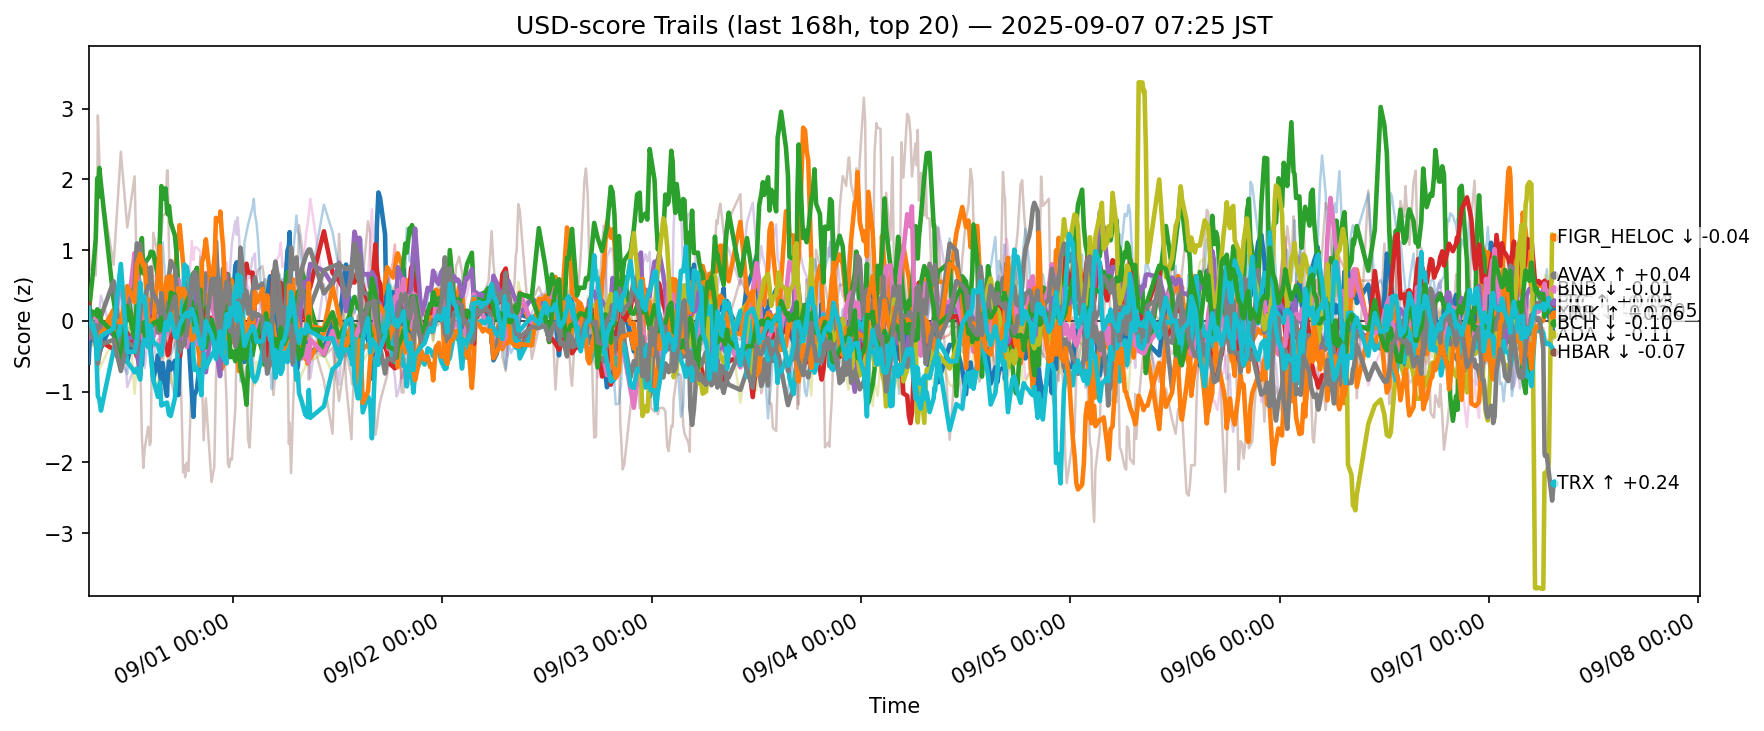 USD-score Trails (last 168h, top 20) — 2025-09-07 07:25 JST
Score (z)
3
2
1
0
−1
−2
−3
FIGR_HELOC ↓ -0.04
AVAX ↑ +0.04
BNB ↓ -0.01
BCH ↓ -0.10
ADA ↓ -0.11
HBAR ↓ -0.07
TRX ↑ +0.24
09/01 00:00
09/02 00:00
09/03 00:00
09/04 00:00
09/05 00:00
09/06 00:00
09/07 00:00
09/08 00:00
Time